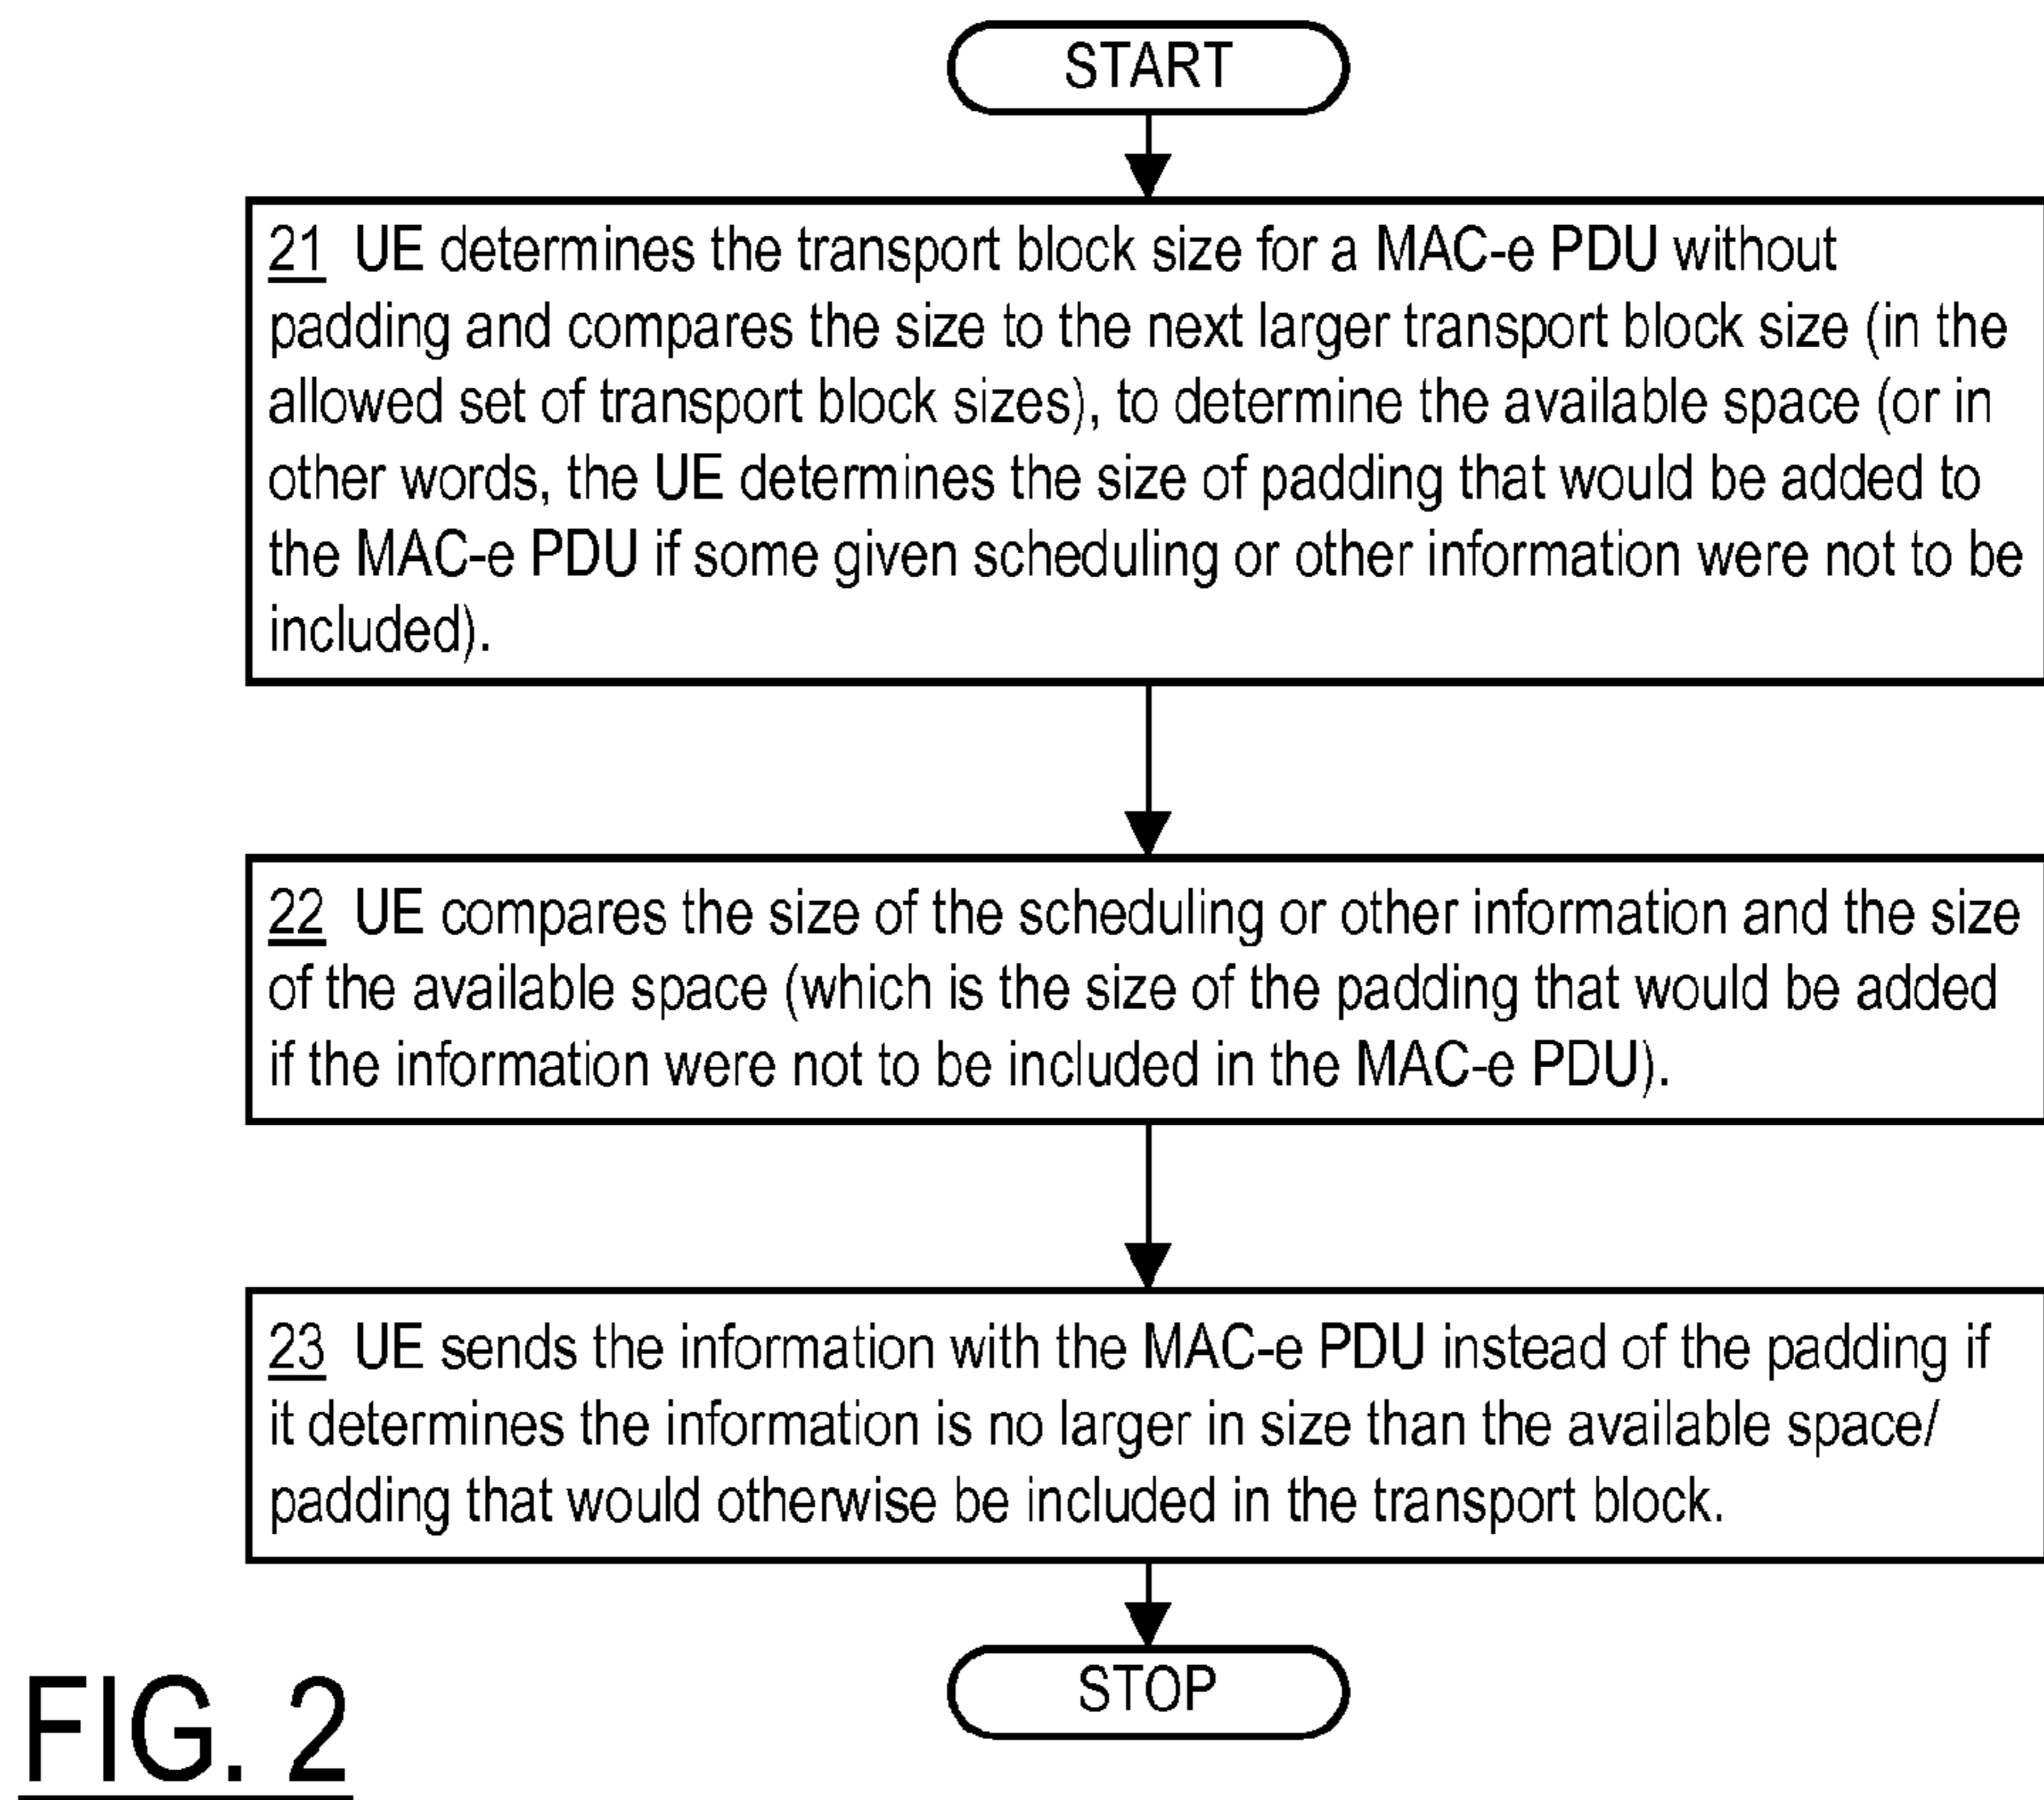 START
21 UE determines the transport block size for a MAC-e PDU without
padding and compares the size to the next larger transport block size (in the
allowed set of transport block sizes), to determine the available space (or in
other words, the UE determines the size of padding that would be added to
the MAC-e PDU if some given scheduling or other information were not to be
included).
22 UE compares the size of the scheduling or other information and the size
of the available space (which is the size of the padding that would be added
if the information were not to be included in the MAC-e PDU).
23 UE sends the information with the MAC-e PDU instead of the padding if
it determines the information is no larger in size than the available space/
padding that would otherwise be included in the transport block.
STOP
FIG. 2